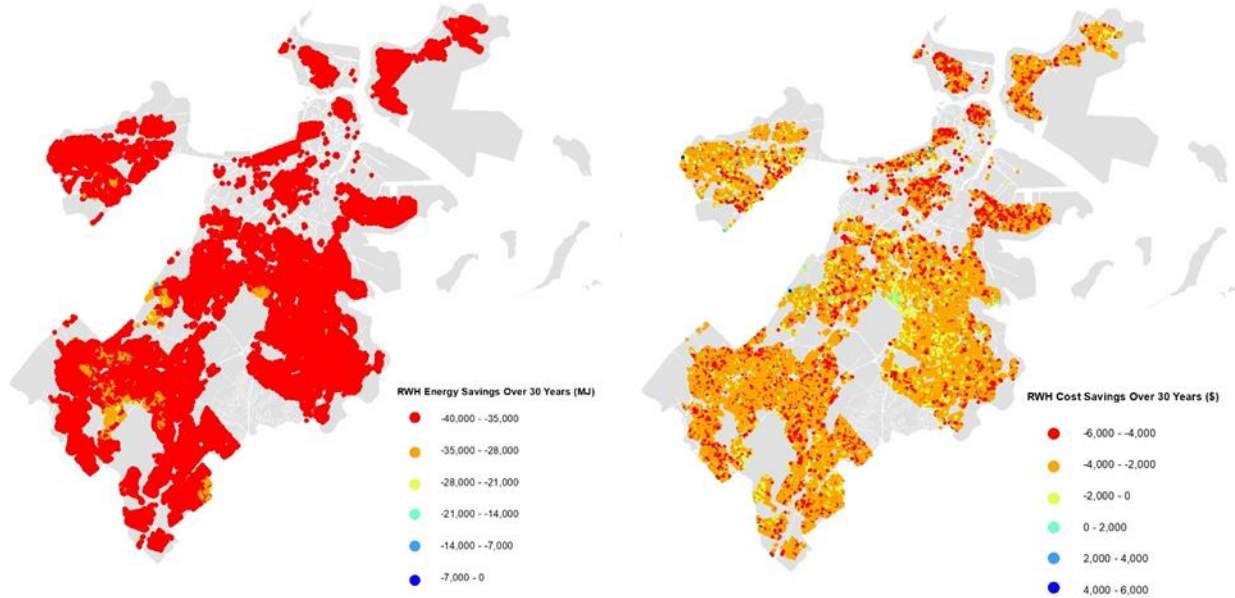 RWH Energy Savings Over 30 Years (MJ)
-40,000 - -35,000
-35,000 - -28,000
-28,000 - -21,000
-21,000 - -14,000
-14,000 - -7,000
-7,000 - 0
RWH Cost Savings Over 30 Years ($)
-6,000 - -4,000
-4,000 - -2,000
-2,000 - 0
0 - 2,000
2,000 - 4,000
4,000 - 6,000